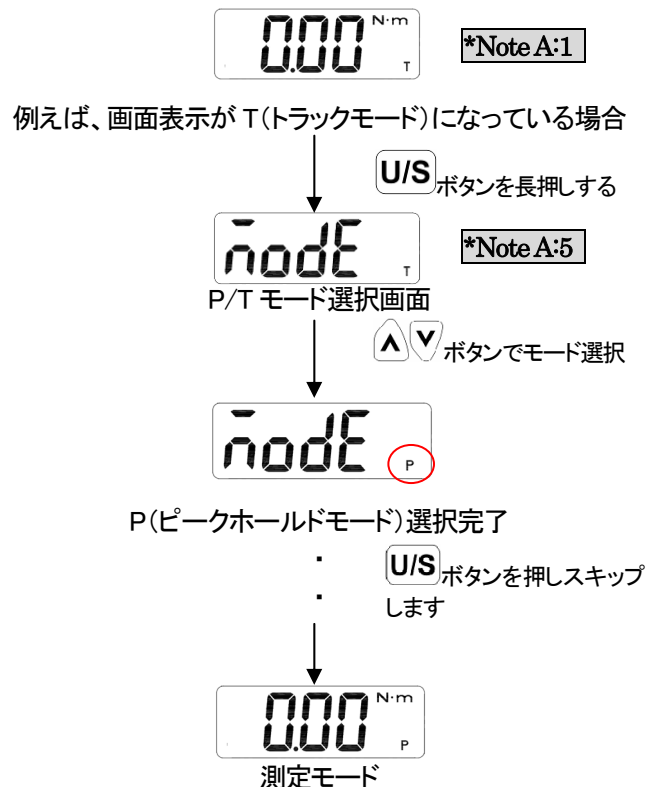 0.00 N·m T
*Note A:1
例えば、画面表示が T(トラックモード)になっている場合
U/S ボタンを長押しする
modE T
*Note A:5
P/T モード選択画面
∧ ∨ ボタンでモード選択
modE P
P(ピークホールドモード)選択完了
U/S ボタンを押しスキップ
します
0.00 N·m P
測定モード